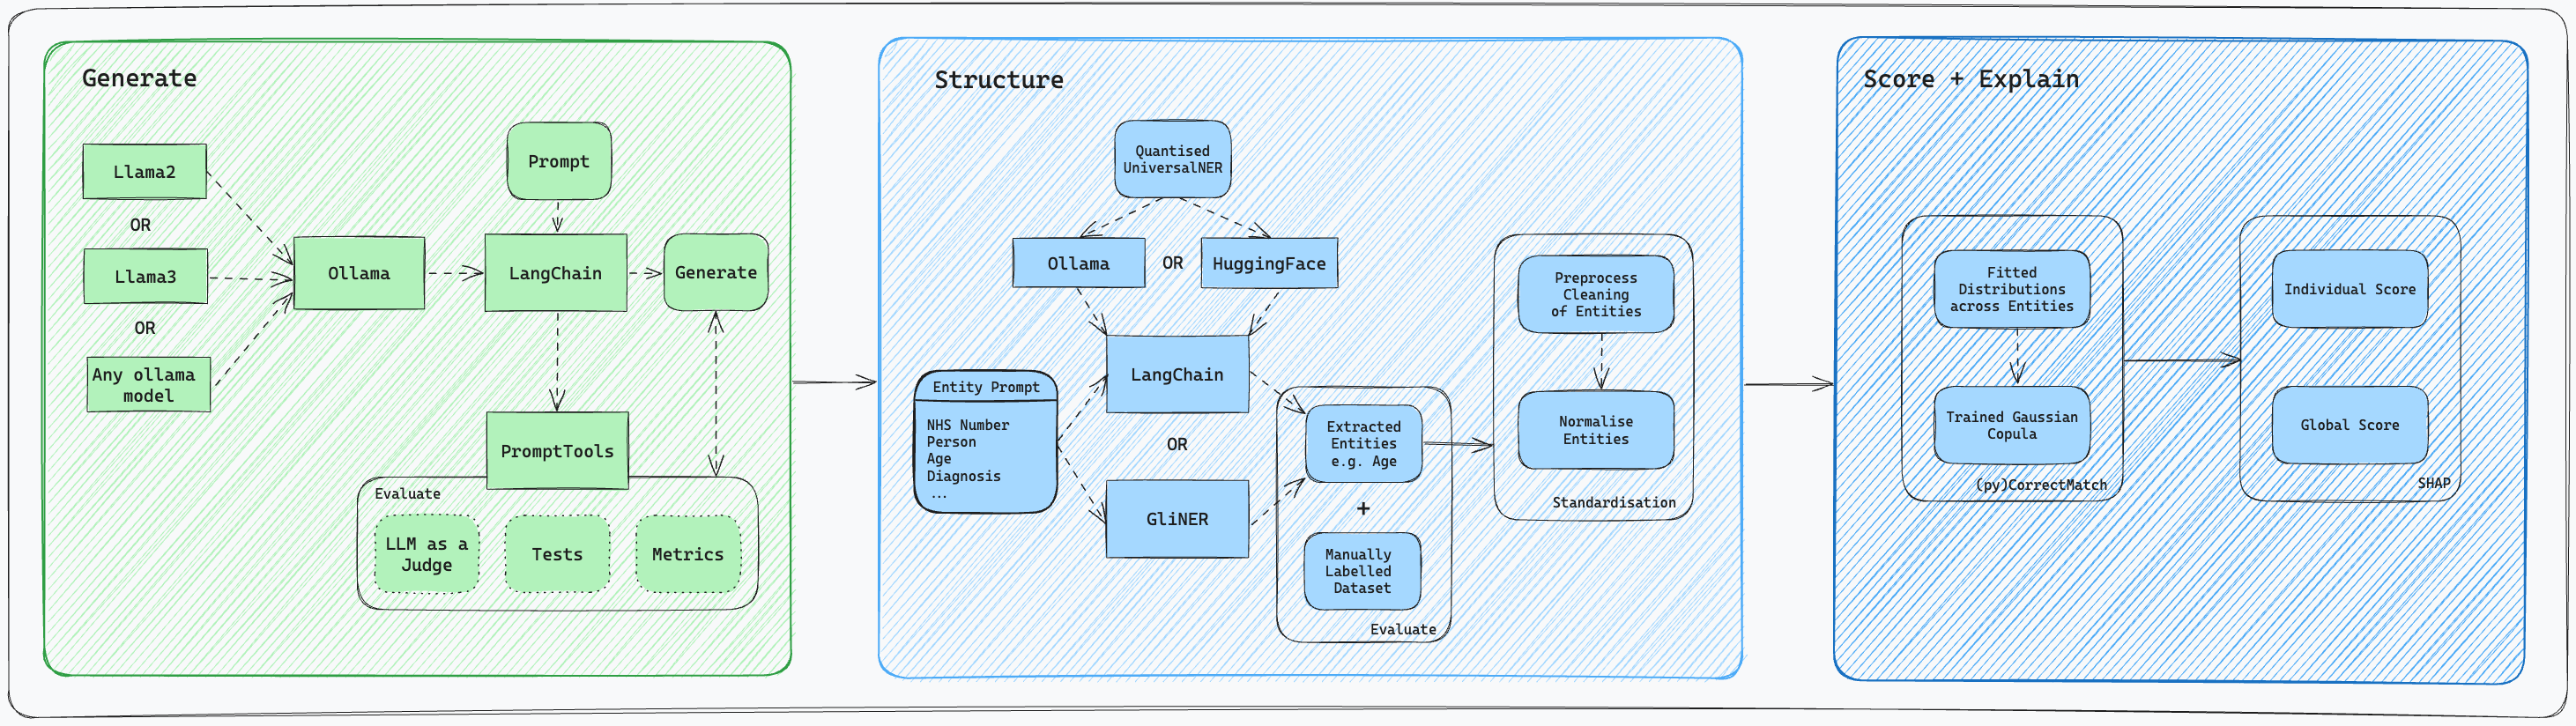 Generate
Prompt
Llama2
OR
Llama3
OR
Any ollama
model
Ollama
LangChain
Generate
PromptTools
Evaluate
LLM as a
Judge
Tests
Metrics
Structure
Quantised
UniversalNER
Ollama
OR
HuggingFace
LangChain
Entity Prompt
NHS Number
Person
Age
Diagnosis
...
OR
GliNER
Extracted
Entities
e.g. Age
+
Manually
Labelled
Dataset
Evaluate
Preprocess
Cleaning
of Entities
Normalise
Entities
Standardisation
Score + Explain
Fitted
Distributions
across Entities
Trained Gaussian
Copula
(py)CorrectMatch
Individual Score
Global Score
SHAP